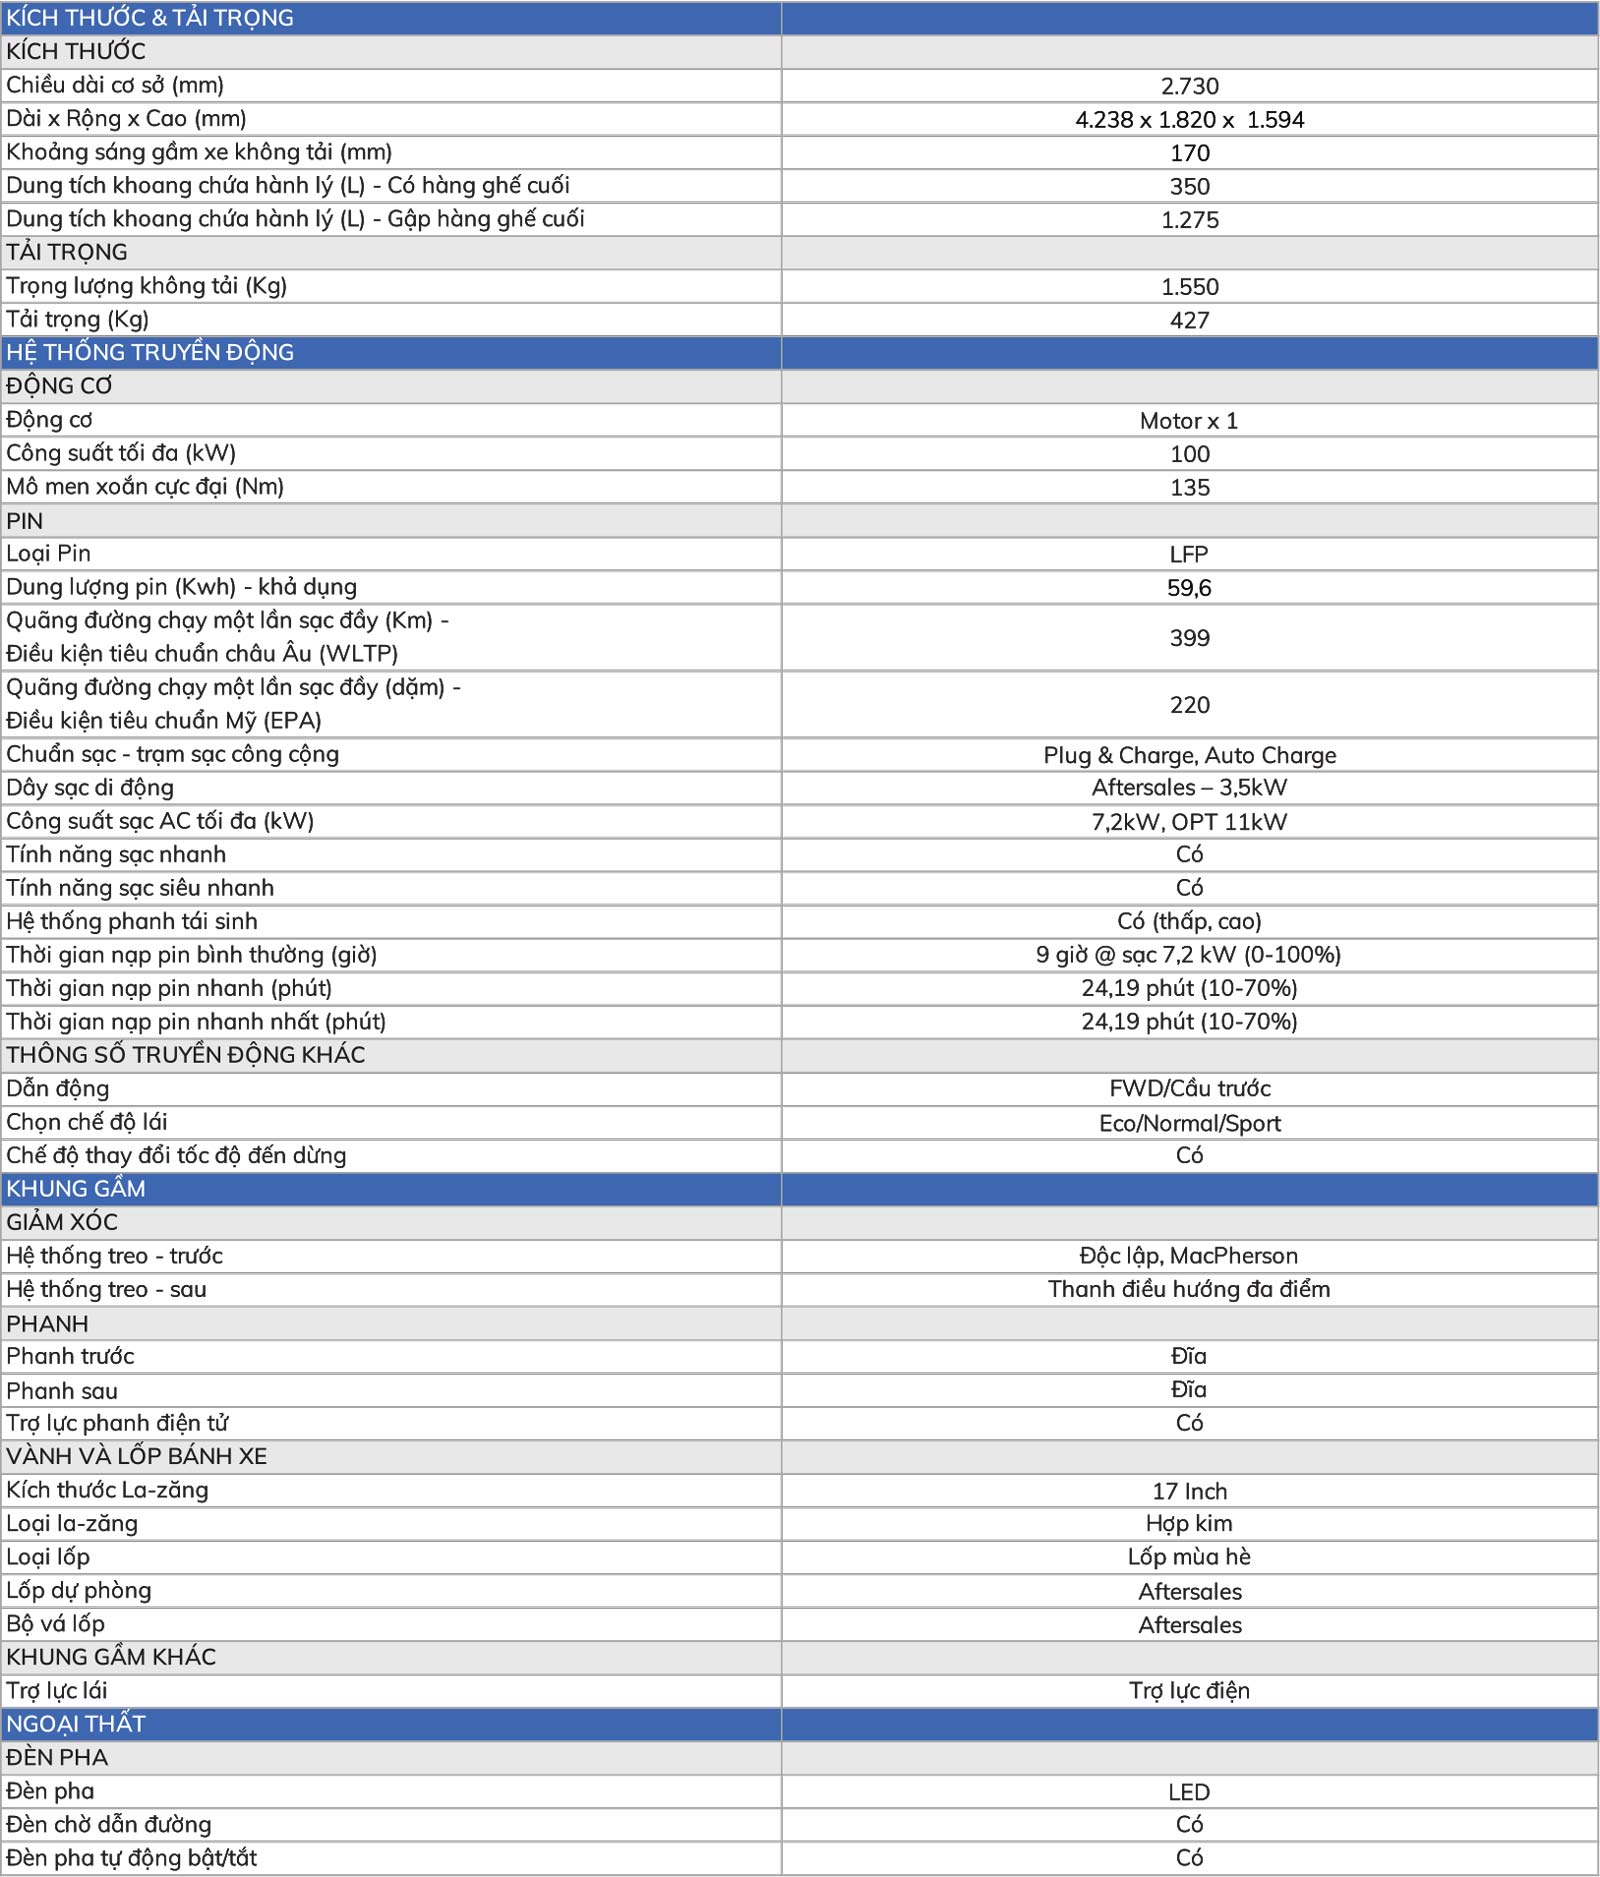 KÍCH THƯỚC & TẢI TRỌNG
KÍCH THƯỚC
Chiều dài cơ sở (mm) 2.730
Dài x Rộng x Cao (mm) 4.238 x 1.820 x 1.594
Khoảng sáng gầm xe không tải (mm) 170
Dung tích khoang chứa hành lý (L) - Có hàng ghế cuối 350
Dung tích khoang chứa hành lý (L) - Gập hàng ghế cuối 1.275
TẢI TRỌNG
Trọng lượng không tải (Kg) 1.550
Tải trọng (Kg) 427
HỆ THỐNG TRUYỀN ĐỘNG
ĐỘNG CƠ
Động cơ Motor x 1
Công suất tối đa (kW) 100
Mô men xoắn cực đại (Nm) 135
PIN
Loại Pin LFP
Dung lượng pin (Kwh) - khả dụng 59,6
Quãng đường chạy một lần sạc đầy (Km) -
Điều kiện tiêu chuẩn châu Âu (WLTP) 399
Quãng đường chạy một lần sạc đầy (dặm) -
Điều kiện tiêu chuẩn Mỹ (EPA) 220
Chuẩn sạc - trạm sạc công cộng Plug & Charge, Auto Charge
Dây sạc di động Aftersales – 3,5kW
Công suất sạc AC tối đa (kW) 7,2kW, OPT 11kW
Tính năng sạc nhanh Có
Tính năng sạc siêu nhanh Có
Hệ thống phanh tái sinh Có (thấp, cao)
Thời gian nạp pin bình thường (giờ) 9 giờ @ sạc 7,2 kW (0-100%)
Thời gian nạp pin nhanh (phút) 24,19 phút (10-70%)
Thời gian nạp pin nhanh nhất (phút) 24,19 phút (10-70%)
THÔNG SỐ TRUYỀN ĐỘNG KHÁC
Dẫn động FWD/Cầu trước
Chọn chế độ lái Eco/Normal/Sport
Chế độ thay đổi tốc độ đến dừng Có
KHUNG GẦM
GIẢM XÓC
Hệ thống treo - trước Độc lập, MacPherson
Hệ thống treo - sau Thanh điều hướng đa điểm
PHANH
Phanh trước Đĩa
Phanh sau Đĩa
Trợ lực phanh điện tử Có
VÀNH VÀ LỐP BÁNH XE
Kích thước La-zăng 17 Inch
Loại la-zăng Hợp kim
Loại lốp Lốp mùa hè
Lốp dự phòng Aftersales
Bộ vá lốp Aftersales
KHUNG GẦM KHÁC
Trợ lực lái Trợ lực điện
NGOẠI THẤT
ĐÈN PHA
Đèn pha LED
Đèn chờ dẫn đường Có
Đèn pha tự động bật/tắt Có